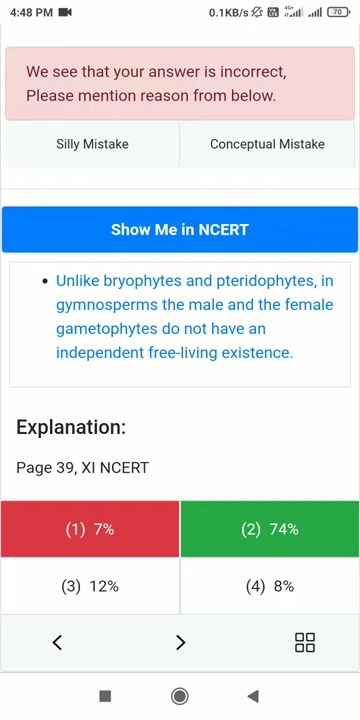 4:48 PM 0.1KB/s 4G+ 70
We see that your answer is incorrect,
Please mention reason from below.
Silly Mistake Conceptual Mistake
Show Me in NCERT
• Unlike bryophytes and pteridophytes, in
gymnosperms the male and the female
gametophytes do not have an
independent free-living existence.
Explanation:
Page 39, XI NCERT
(1) 7% (2) 74%
(3) 12% (4) 8%